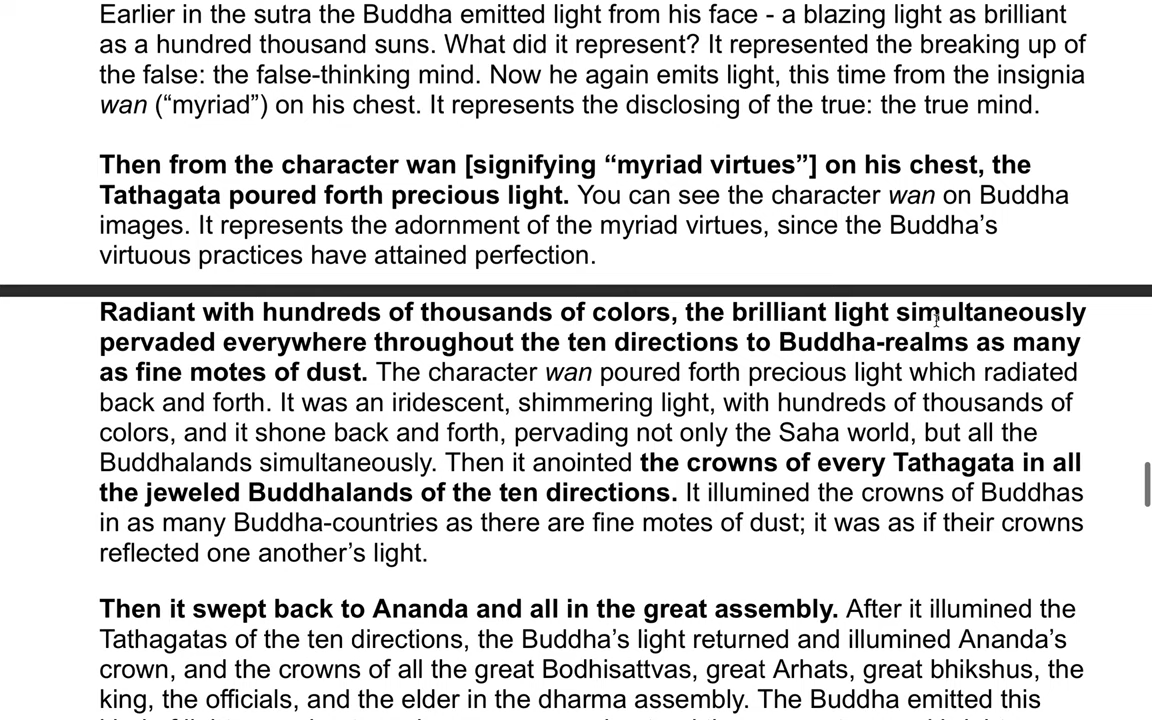 Earlier in the sutra the Buddha emitted light from his face - a blazing light as brilliant
as a hundred thousand suns. What did it represent? It represented the breaking up of
the false: the false-thinking mind. Now he again emits light, this time from the insignia
wan (“myriad”) on his chest. It represents the disclosing of the true: the true mind.
Then from the character wan [signifying “myriad virtues”] on his chest, the
Tathagata poured forth precious light. You can see the character wan on Buddha
images. It represents the adornment of the myriad virtues, since the Buddha’s
virtuous practices have attained perfection.
Radiant with hundreds of thousands of colors, the brilliant light simultaneously
pervaded everywhere throughout the ten directions to Buddha-realms as many
as fine motes of dust. The character wan poured forth precious light which radiated
back and forth. It was an iridescent, shimmering light, with hundreds of thousands of
colors, and it shone back and forth, pervading not only the Saha world, but all the
Buddhalands simultaneously. Then it anointed the crowns of every Tathagata in all
the jeweled Buddhalands of the ten directions. It illumined the crowns of Buddhas
in as many Buddha-countries as there are fine motes of dust; it was as if their crowns
reflected one another’s light.
Then it swept back to Ananda and all in the great assembly. After it illumined the
Tathagatas of the ten directions, the Buddha’s light returned and illumined Ananda’s
crown, and the crowns of all the great Bodhisattvas, great Arhats, great bhikshus, the
king, the officials, and the elder in the dharma assembly. The Buddha emitted this